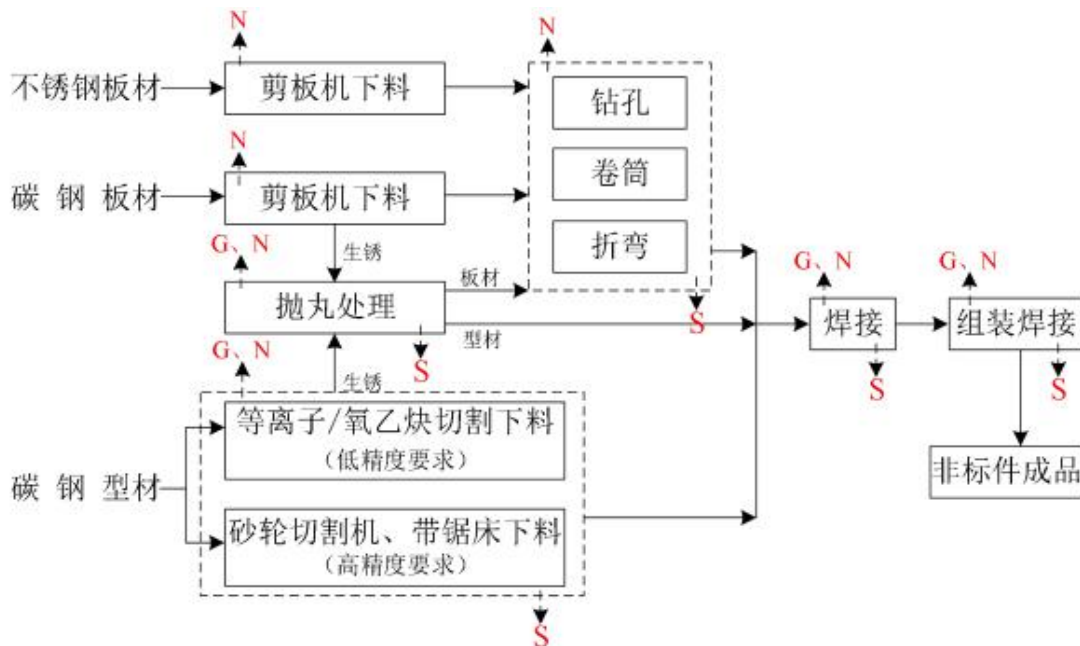 N
N
不锈钢板材
剪板机下料
钻孔
N
卷筒
碳 钢 板材
剪板机下料
折弯
G、N
生锈
板材
G、N
G、N
抛丸处理
S
焊接
组装焊接
型材
G、N
S
生锈
S
S
等离子/氧乙炔切割下料
(低精度要求)
非标件成品
碳 钢 型材
砂轮切割机、带锯床下料
(高精度要求)
S